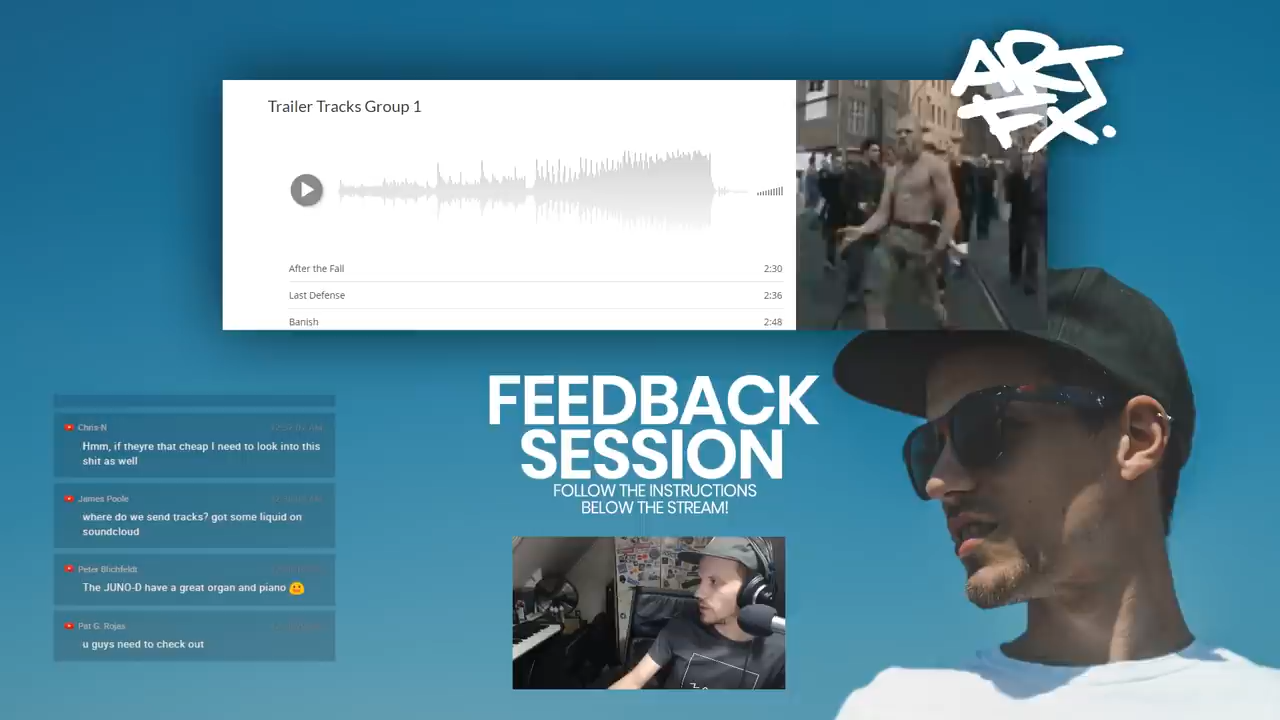 ART
FX.
Trailer Tracks Group 1
After the Fall 2:30
Last Defense 2:36
Banish 2:48
FEEDBACK
SESSION
FOLLOW THE INSTRUCTIONS
BELOW THE STREAM!
Chris N
Hmm, if theyre that cheap I need to look into this
shit as well
James Poole
where do we send tracks? got some liquid on
soundcloud
Peter Blichfeldt
The JUNO-D have a great organ and piano
Pat G. Rojas
u guys need to check out